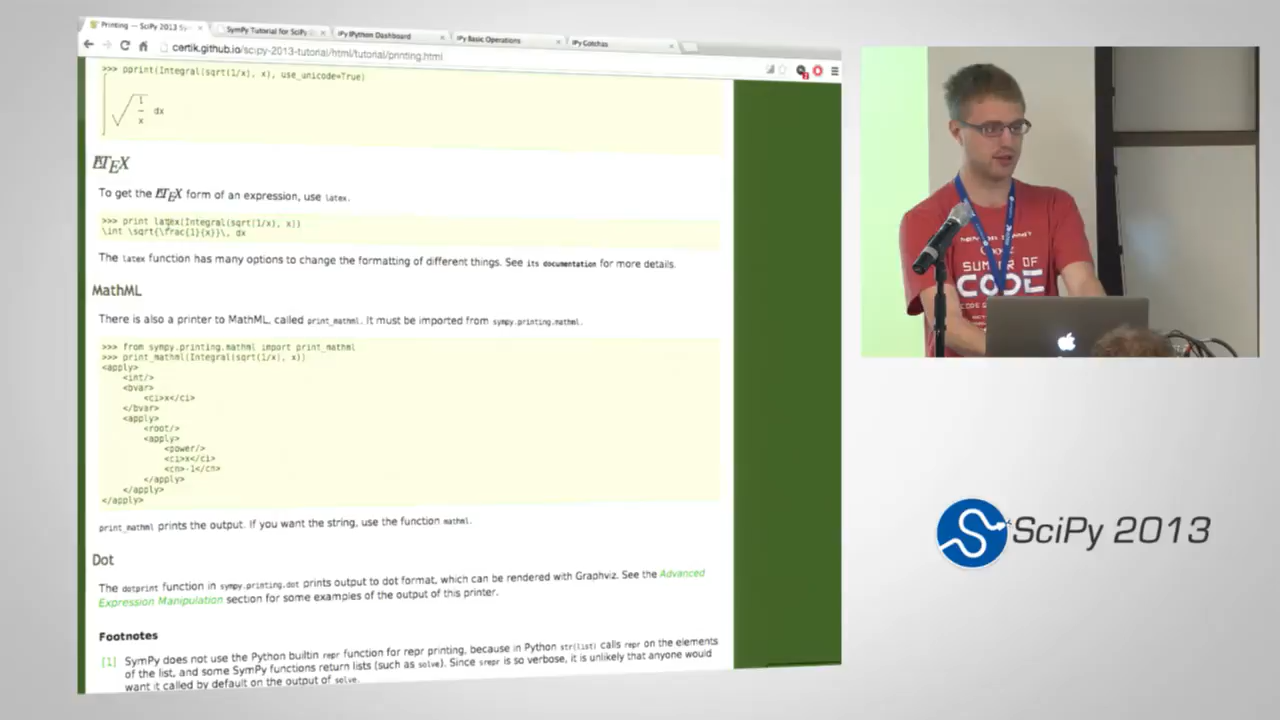 Printing — SciPy 2013 Sy
SymPy Tutorial for SciPy
IP[y] IPython Dashboard
IP[y] Basic Operations
IP[y] Gotchas
certik.github.io/scipy-2013-tutorial/html/tutorial/printing.html
>>> pprint(Integral(sqrt(1/x), x), use_unicode=True)
1
x
dx
LATEX
To get the LATEX form of an expression, use latex.
>>> print latex(Integral(sqrt(1/x), x))
\int \sqrt{\frac{1}{x}}\, dx
The latex function has many options to change the formatting of different things. See its documentation for more details.
MathML
There is also a printer to MathML, called print_mathml. It must be imported from sympy.printing.mathml.
>>> from sympy.printing.mathml import print_mathml
>>> print_mathml(Integral(sqrt(1/x), x))
<apply>
<int/>
<bvar>
<ci>x</ci>
</bvar>
<apply>
<root/>
<apply>
<power/>
<ci>x</ci>
<cn>-1</cn>
</apply>
</apply>
</apply>
print_mathml prints the output. If you want the string, use the function mathml.
Dot
The dotprint function in sympy.printing.dot prints output to dot format, which can be rendered with Graphviz. See the Advanced
Expression Manipulation section for some examples of the output of this printer.
Footnotes
[1] SymPy does not use the Python builtin repr function for repr printing, because in Python str(list) calls repr on the elements
of the list, and some SymPy functions return lists (such as solve). Since srepr is so verbose, it is unlikely that anyone would
want it called by default on the output of solve.
SUMMER OF
CODE
SciPy 2013